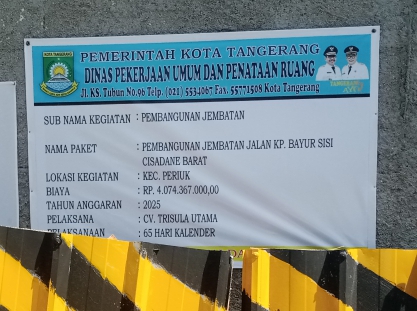 KOTA TANGERANG
PEMERINTAH KOTA TANGERANG
DINAS PEKERJAAN UMUM DAN PENATAAN RUANG
Jl. KS. Tubun No.96 Telp. (021) 5534067 Fax. 55771508 Kota Tangerang
SUB NAMA KEGIATAN : PEMBANGUNAN JEMBATAN
NAMA PAKET : PEMBANGUNAN JEMBATAN JALAN KP. BAYUR SISI
CISADANE BARAT
LOKASI KEGIATAN : KEC. PERIUK
BIAYA : RP. 4.074.367.000,00
TAHUN ANGGARAN : 2025
PELAKSANA : CV. TRISULA UTAMA
PELAKSANAAN : 65 HARI KALENDER